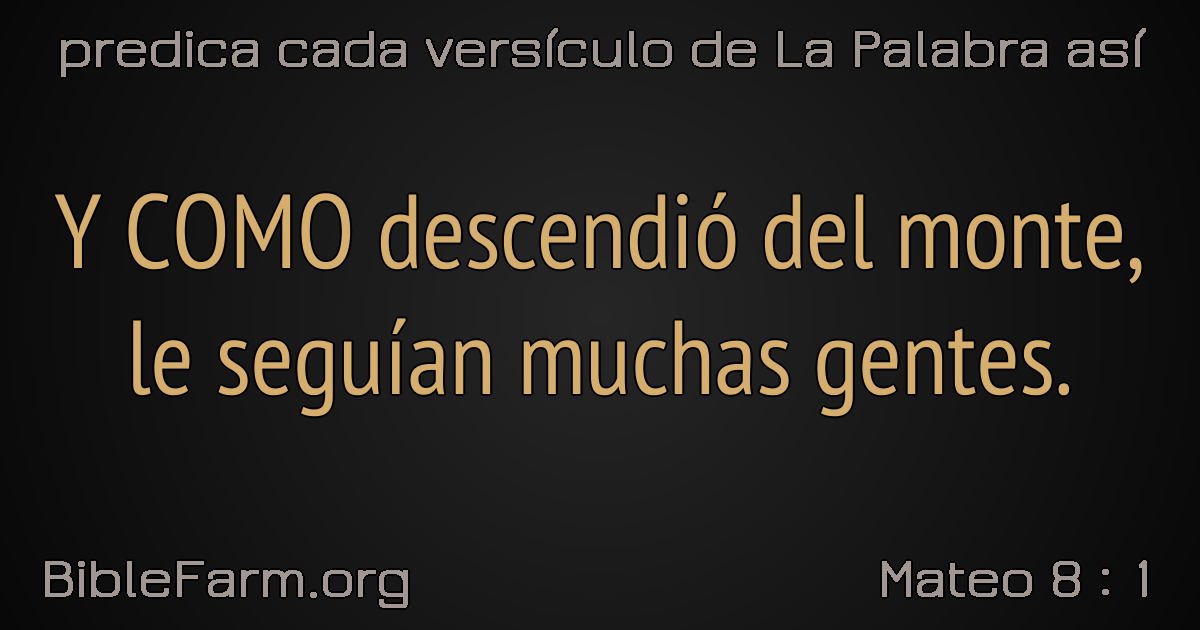 predica cada versículo de La Palabra así
Y COMO descendió del monte,
le seguían muchas gentes.
BibleFarm.org
Mateo 8 : 1